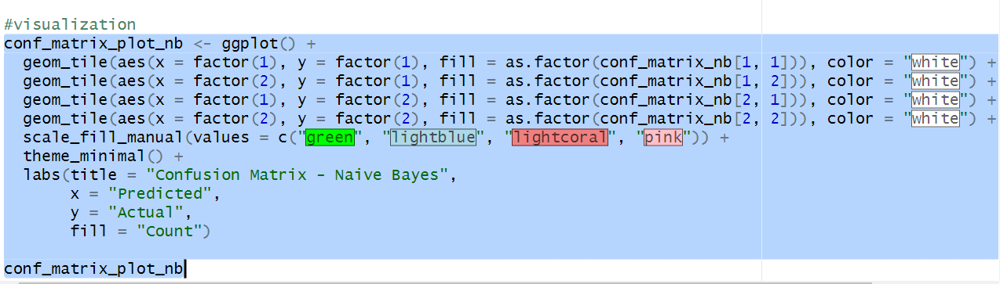 #visualization
conf_matrix_plot_nb <- ggplot() +
  geom_tile(aes(x = factor(1), y = factor(1), fill = as.factor(conf_matrix_nb[1, 1])), color = "white") +
  geom_tile(aes(x = factor(2), y = factor(1), fill = as.factor(conf_matrix_nb[1, 2])), color = "white") +
  geom_tile(aes(x = factor(1), y = factor(2), fill = as.factor(conf_matrix_nb[2, 1])), color = "white") +
  geom_tile(aes(x = factor(2), y = factor(2), fill = as.factor(conf_matrix_nb[2, 2])), color = "white") +
  scale_fill_manual(values = c("green", "lightblue", "lightcoral", "pink")) +
  theme_minimal() +
  labs(title = "Confusion Matrix - Naive Bayes",
       x = "Predicted",
       y = "Actual",
       fill = "Count")
conf_matrix_plot_nb